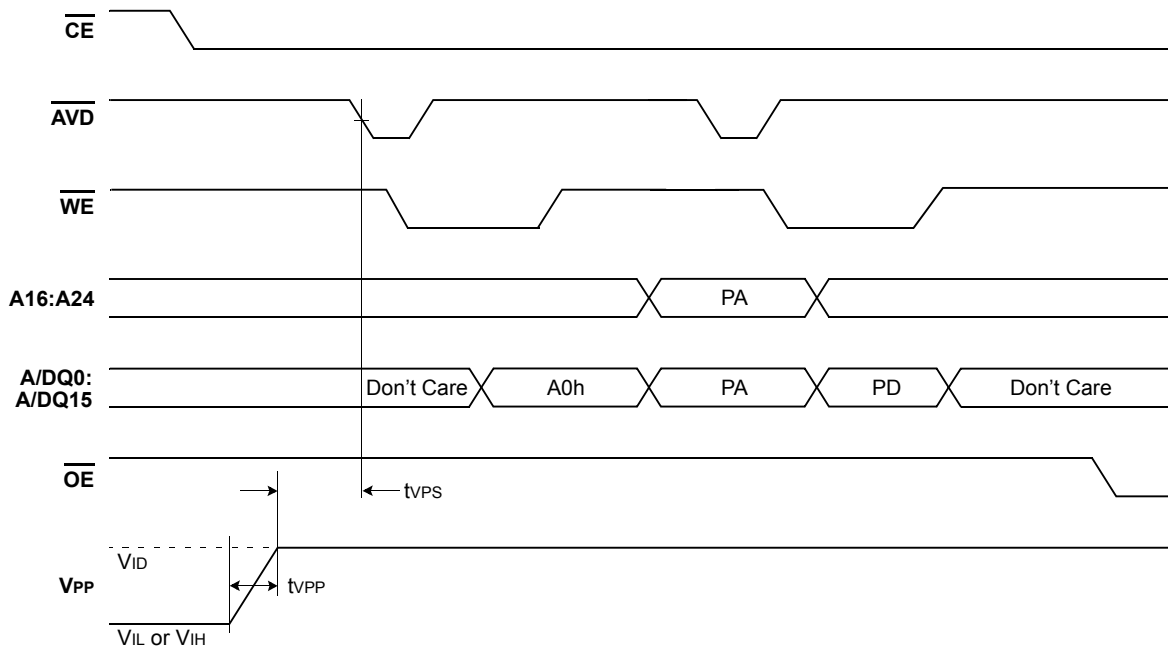 CE
AVD
WE
A16:A24
PA
A/DQ0:
A/DQ15
Don't Care
A0h
PA
PD
Don't Care
OE
tVPS
VID
VPP
tVPP
VIL or VIH